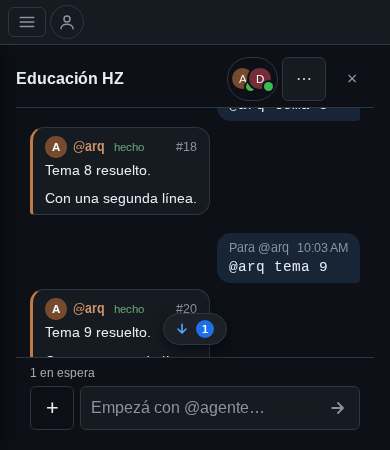 Educación HZ
A D
A @arq hecho #18
Tema 8 resuelto.
Con una segunda línea.
Para @arq 10:03 AM
@arq tema 9
A @arq hecho #20
Tema 9 resuelto.
1
1 en espera
Empezá con @agente…